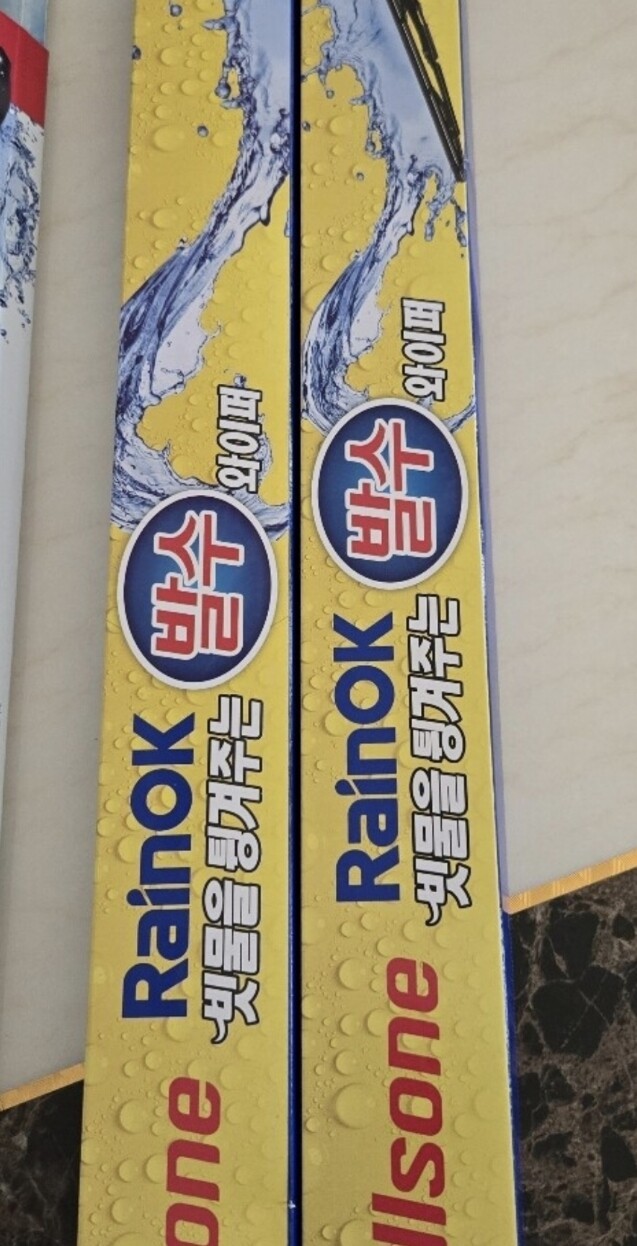 one
RainOK
빗물을 튕겨주는
발수
와이퍼
llsone
RainOK
빗물을 튕겨주는
발수
와이퍼